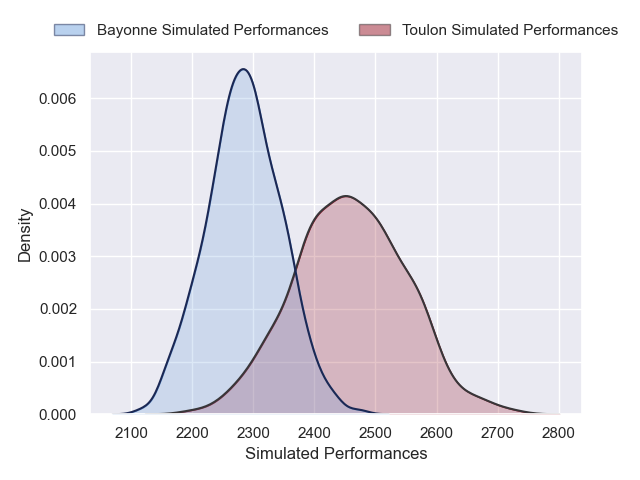 Bayonne Simulated Performances
Toulon Simulated Performances
0.006
0.005
0.004
0.003
0.002
0.001
0.000
Density
2100 2200 2300 2400 2500 2600 2700 2800
Simulated Performances